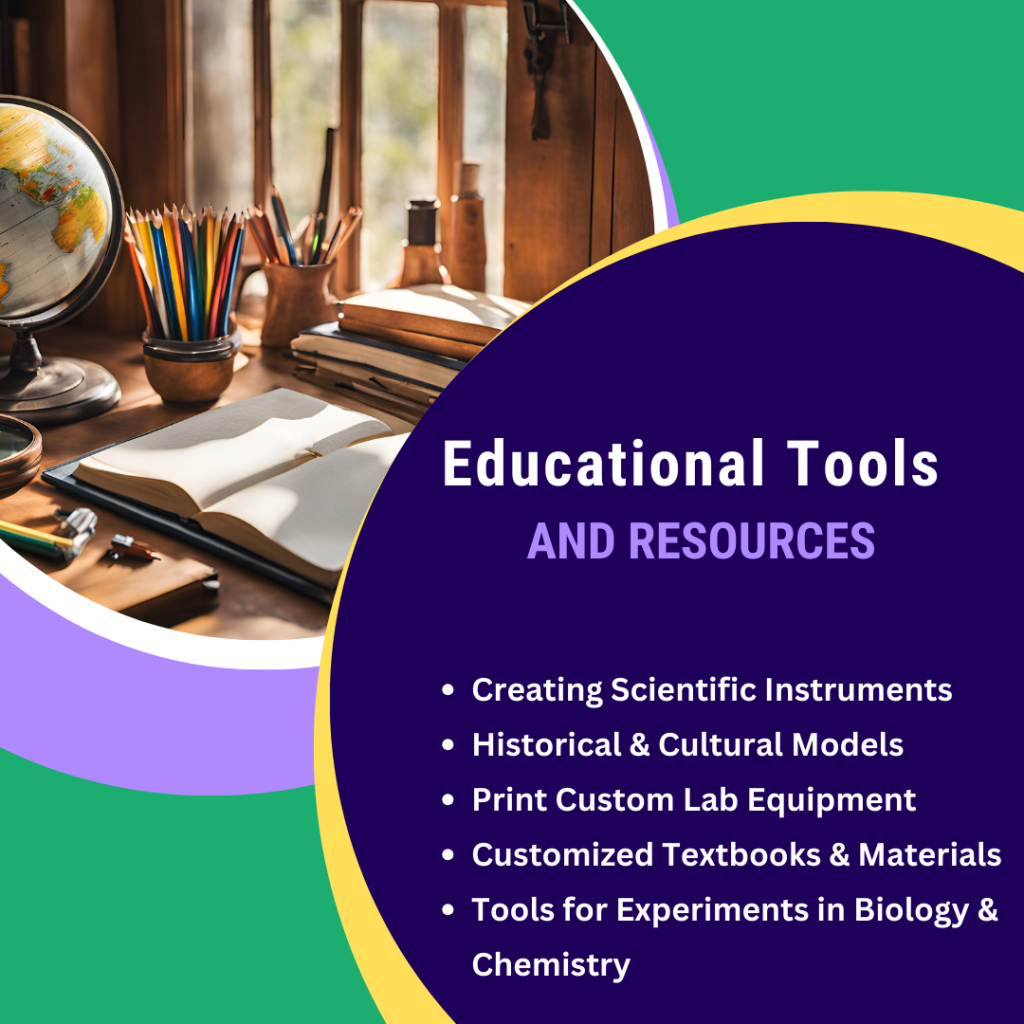 Educational Tools
AND RESOURCES
• Creating Scientific Instruments
• Historical & Cultural Models
• Print Custom Lab Equipment
• Customized Textbooks & Materials
• Tools for Experiments in Biology &
Chemistry